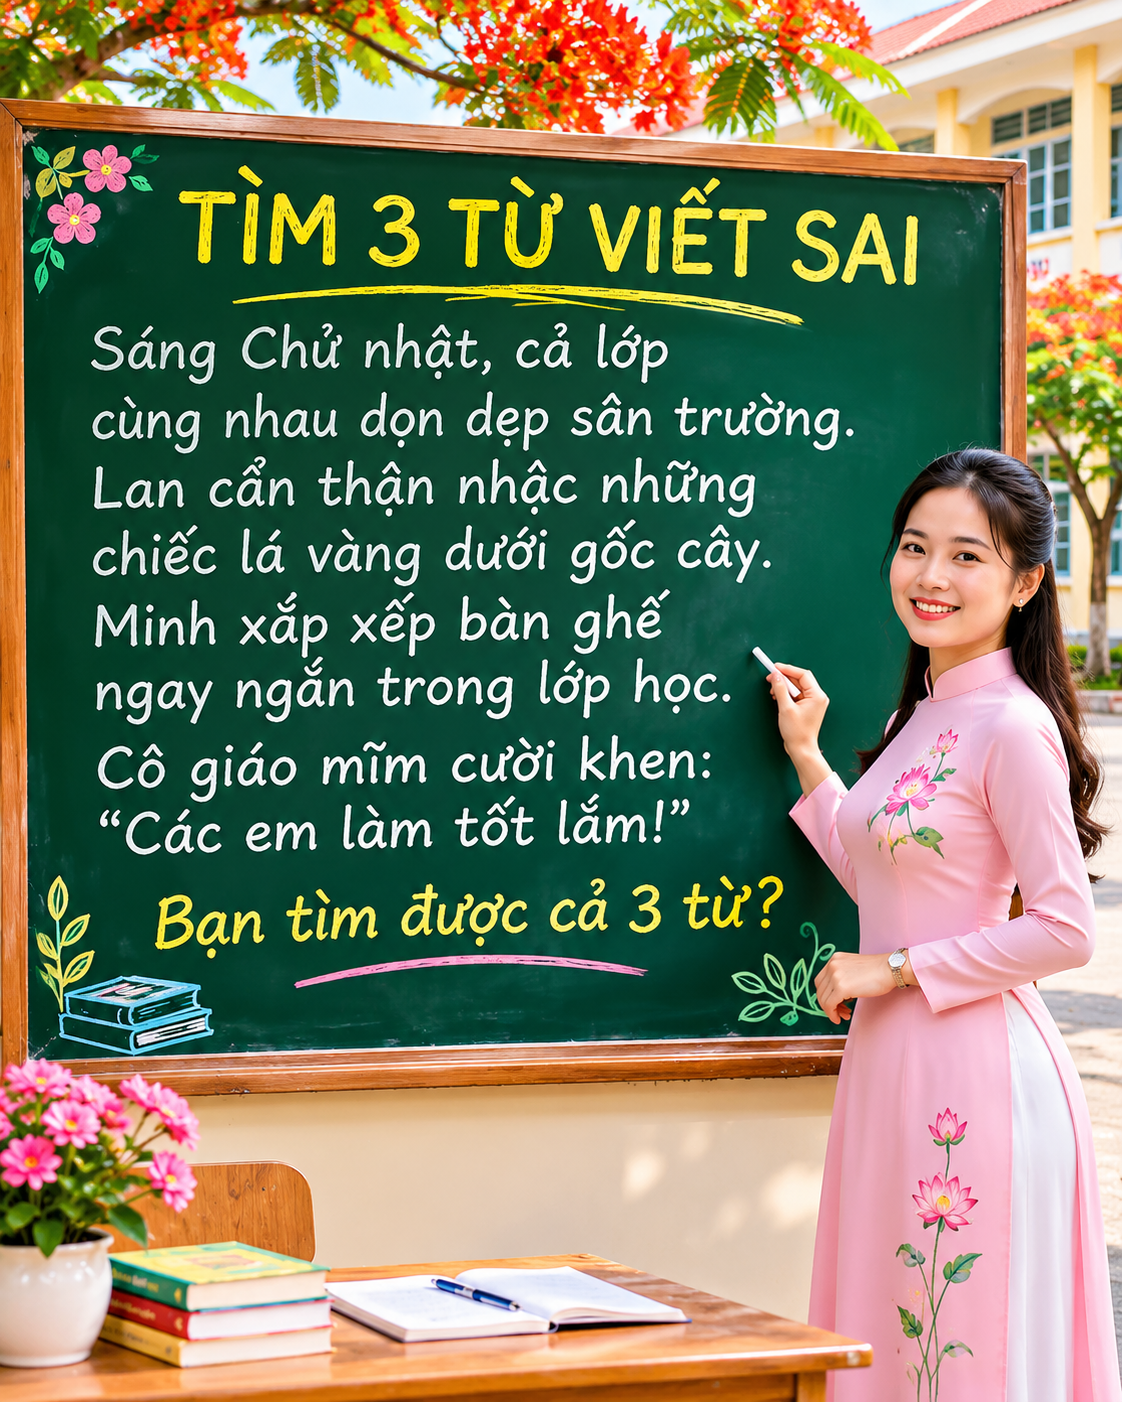 TÌM 3 TỪ VIẾT SAI
Sáng Chử nhật, cả lớp
cùng nhau dọn dẹp sân trường.
Lan cẩn thận nhậc những
chiếc lá vàng dưới gốc cây.
Minh xắp xếp bàn ghế
ngay ngắn trong lớp học.
Cô giáo mĩm cười khen:
“Các em làm tốt lắm!”
Bạn tìm được cả 3 từ?